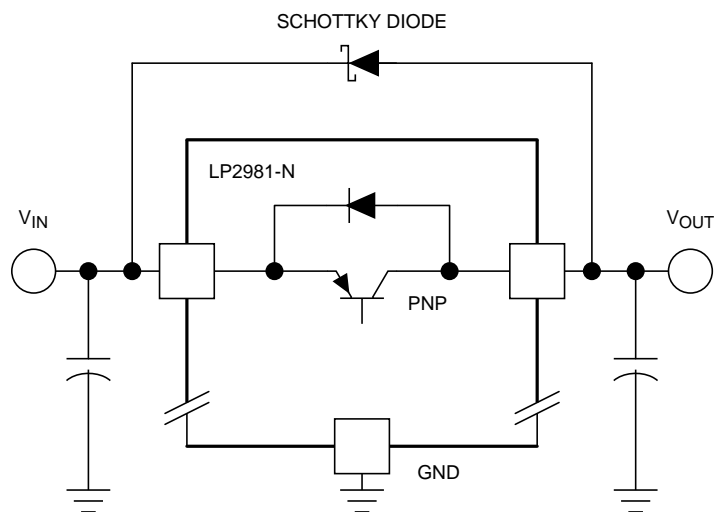 SCHOTTKY DIODE
LP2981-N
VIN
VOUT
PNP
GND